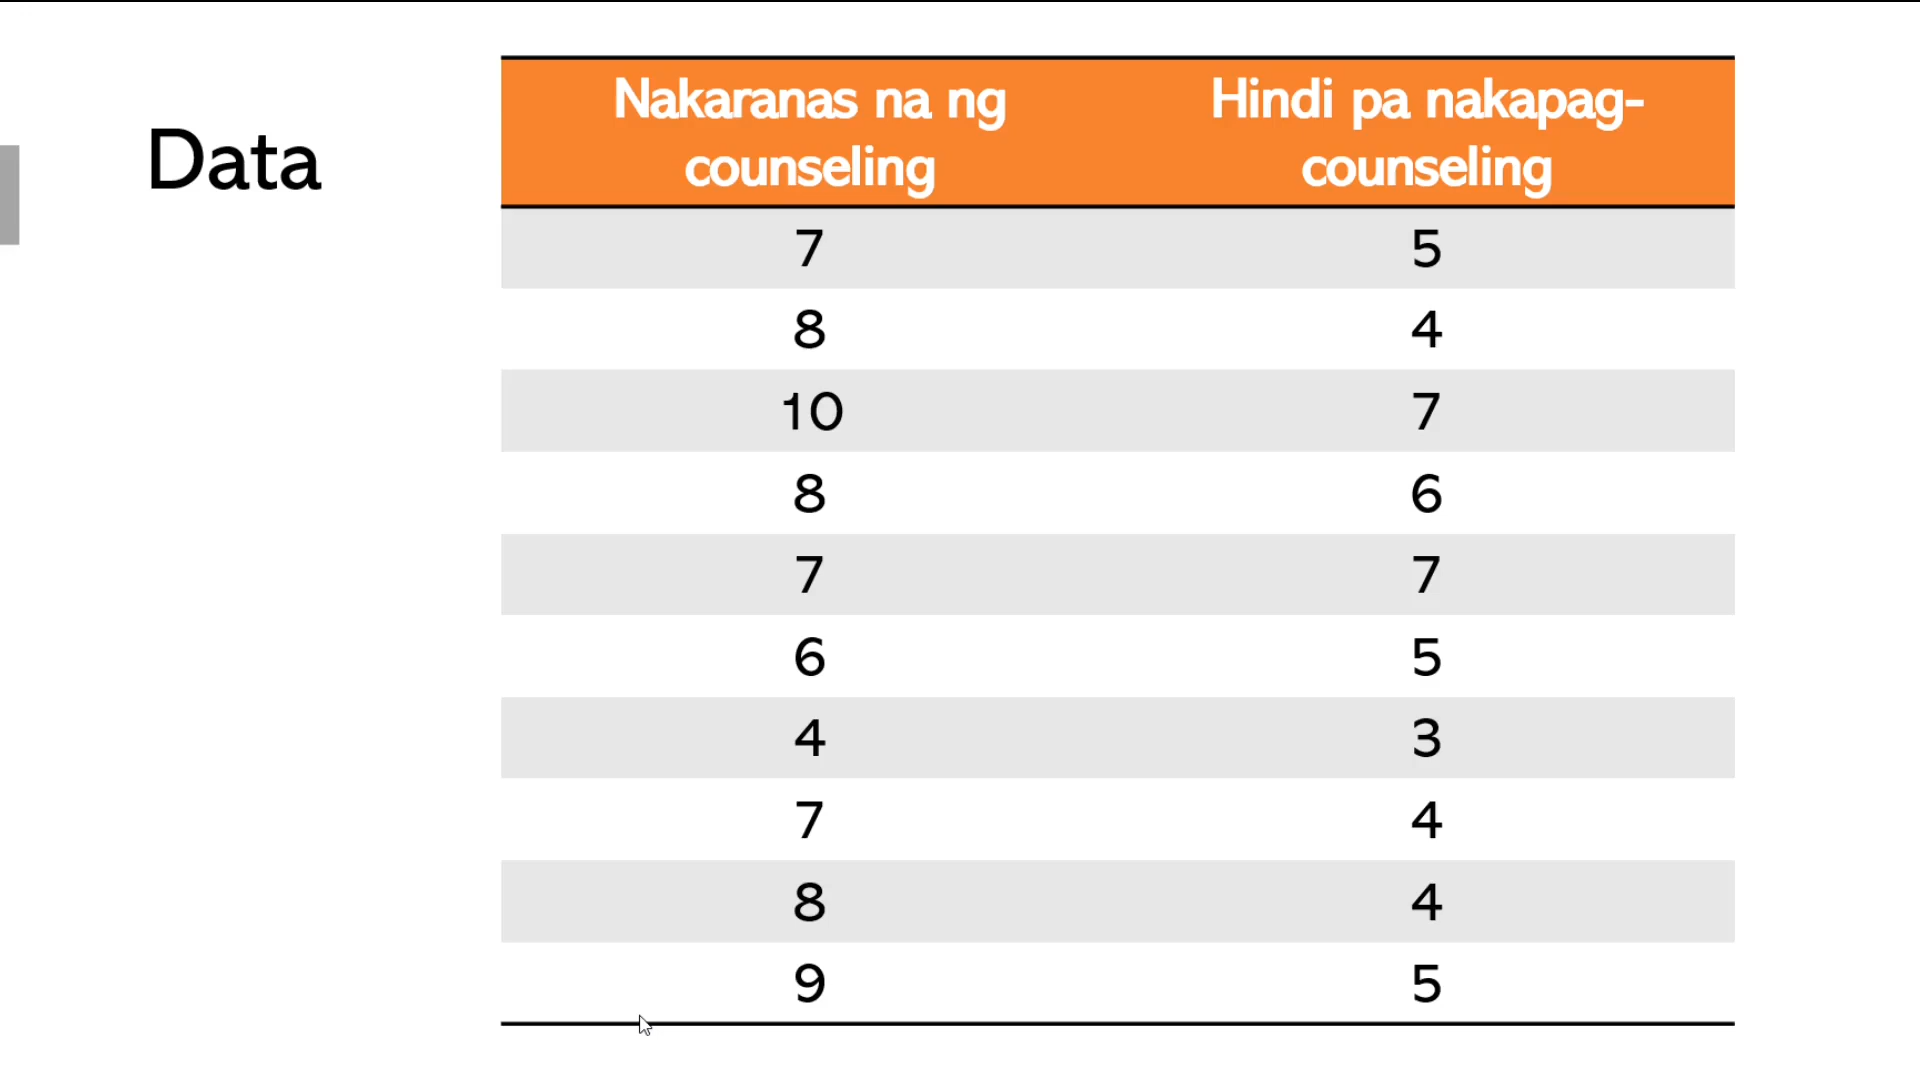 Data
Nakaranas na ng
counseling
Hindi pa nakapag-
counseling
7 5
8 4
10 7
8 6
7 7
6 5
4 3
7 4
8 4
9 5